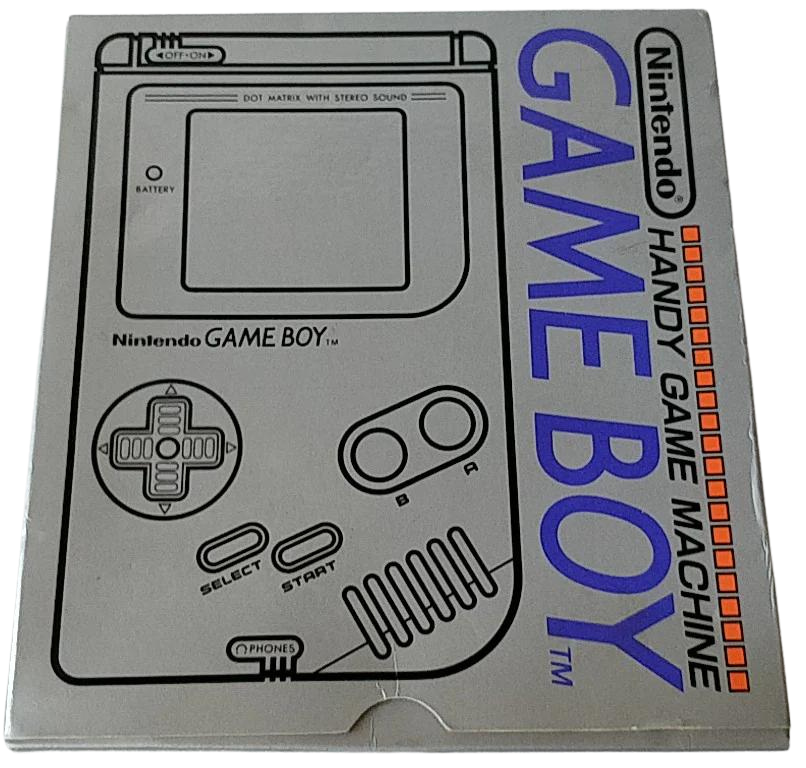 ◀OFF•ON▶
DOT MATRIX WITH STEREO SOUND
BATTERY
Nintendo GAME BOY™
B
A
SELECT
START
PHONES
Nintendo®
HANDY GAME MACHINE
GAME BOY™